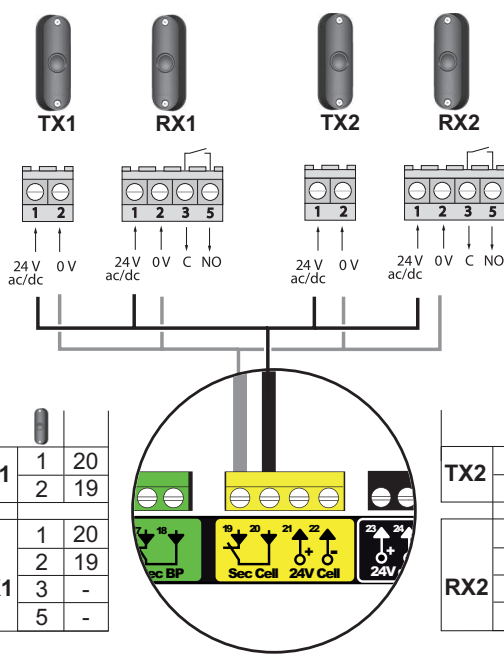 TX1 RX1 TX2 RX2
1 2 1 2 3 5 1 2 1 2 3 5
24 V ac/dc 0 V 24 V ac/dc 0 V C NO 24 V ac/dc 0 V 24 V ac/dc 0 V C NO
1 20
2 19
1 20
2 19
3 -
5 -
18 19 20 21 22 23 24
+ - +
Sec Cell 24V Cell 24V
TX2
RX2